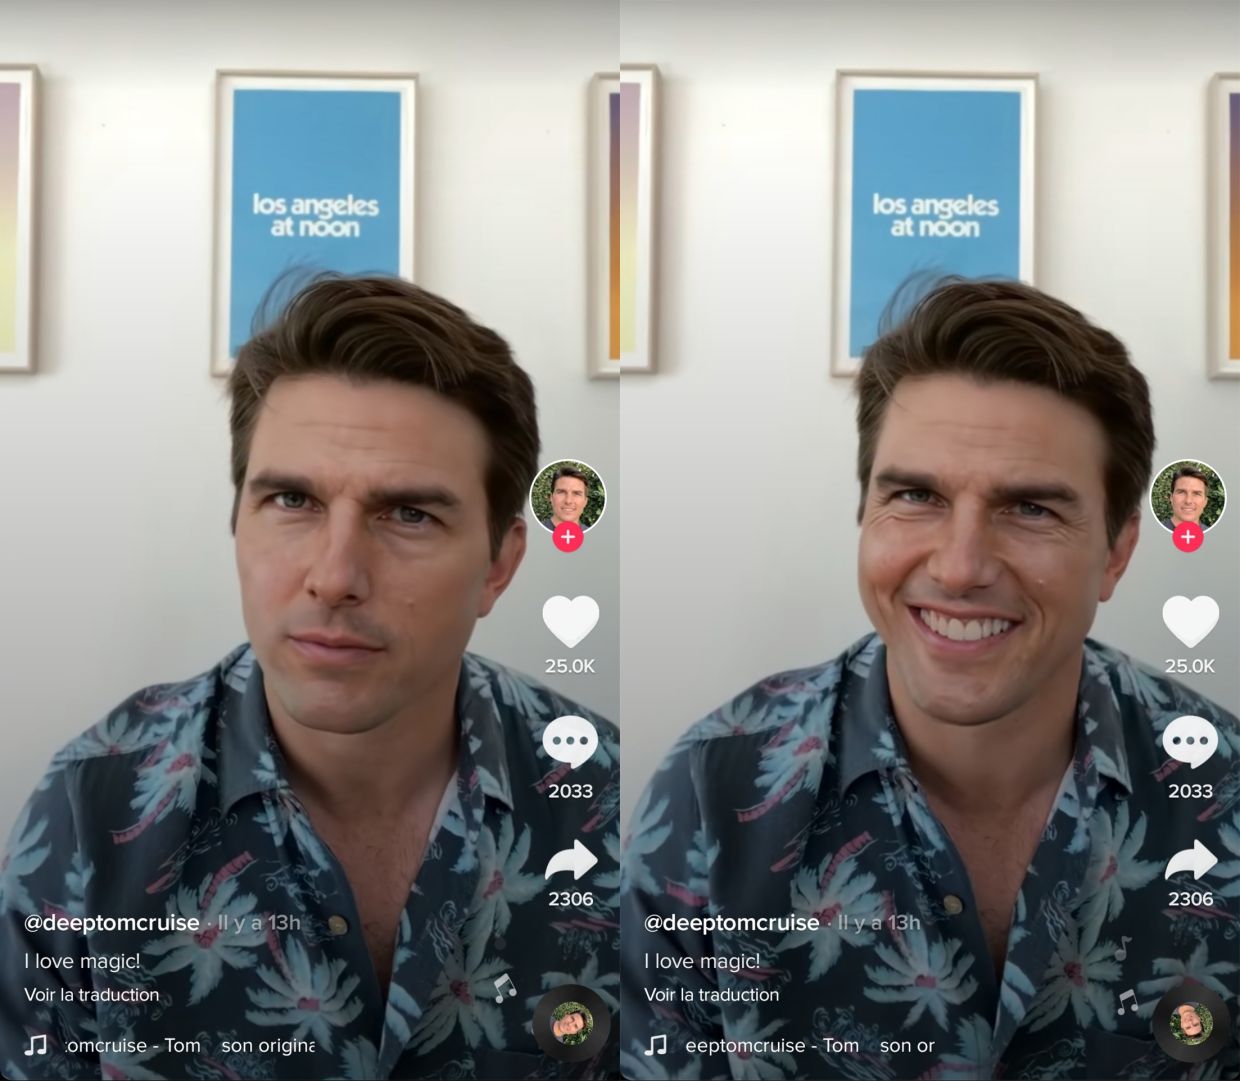 los angeles
at noon
25.0K
2033
2306
@deeptomcruise · Il y a 13h
I love magic!
Voir la traduction
omcruise - Tom son origina
los angeles
at noon
25.0K
2033
2306
@deeptomcruise · Il y a 13h
I love magic!
Voir la traduction
eeptomcruise - Tom son or